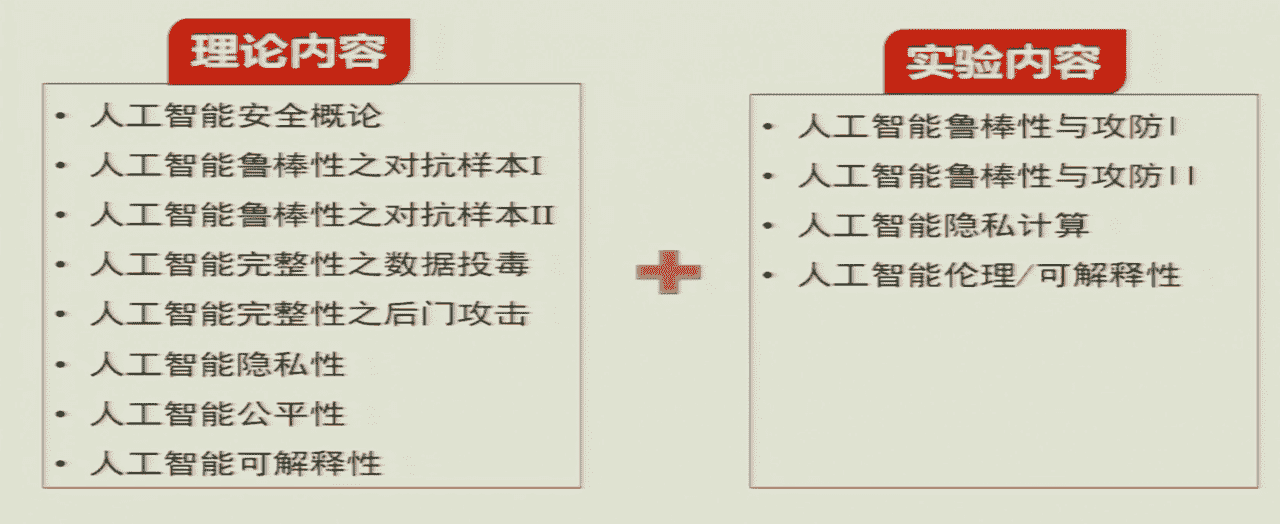 理论内容
• 人工智能安全概论
• 人工智能鲁棒性之对抗样本I
• 人工智能鲁棒性之对抗样本II
• 人工智能完整性之数据投毒
• 人工智能完整性之后门攻击
• 人工智能隐私性
• 人工智能公平性
• 人工智能可解释性
+
实验内容
• 人工智能鲁棒性与攻防I
• 人工智能鲁棒性与攻防II
• 人工智能隐私计算
• 人工智能伦理/可解释性